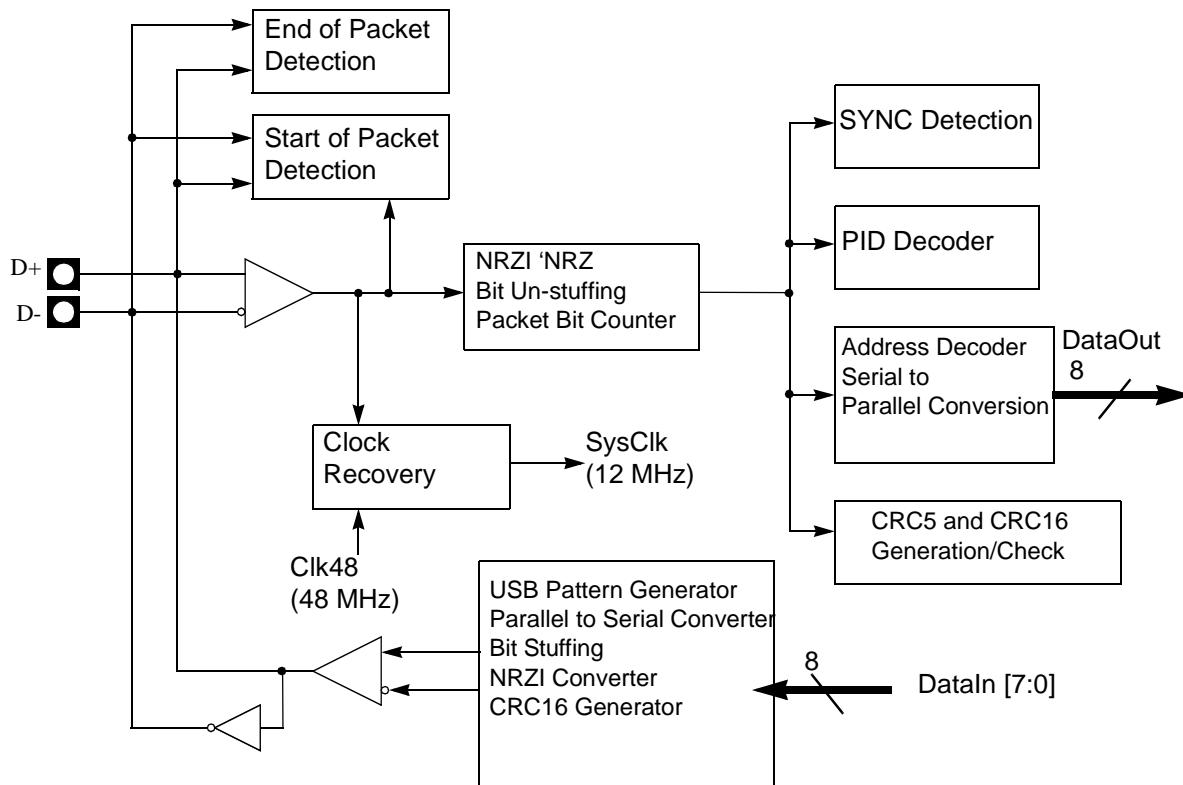 End of Packet
Detection
Start of Packet
Detection
SYNC Detection
PID Decoder
D+
D-
NRZI 'NRZ
Bit Un-stuffing
Packet Bit Counter
Address Decoder
Serial to
Parallel Conversion
DataOut
8
Clock
Recovery
SysClk
(12 MHz)
CRC5 and CRC16
Generation/Check
Clk48
(48 MHz)
USB Pattern Generator
Parallel to Serial Converter
Bit Stuffing
NRZI Converter
CRC16 Generator
8
DataIn [7:0]